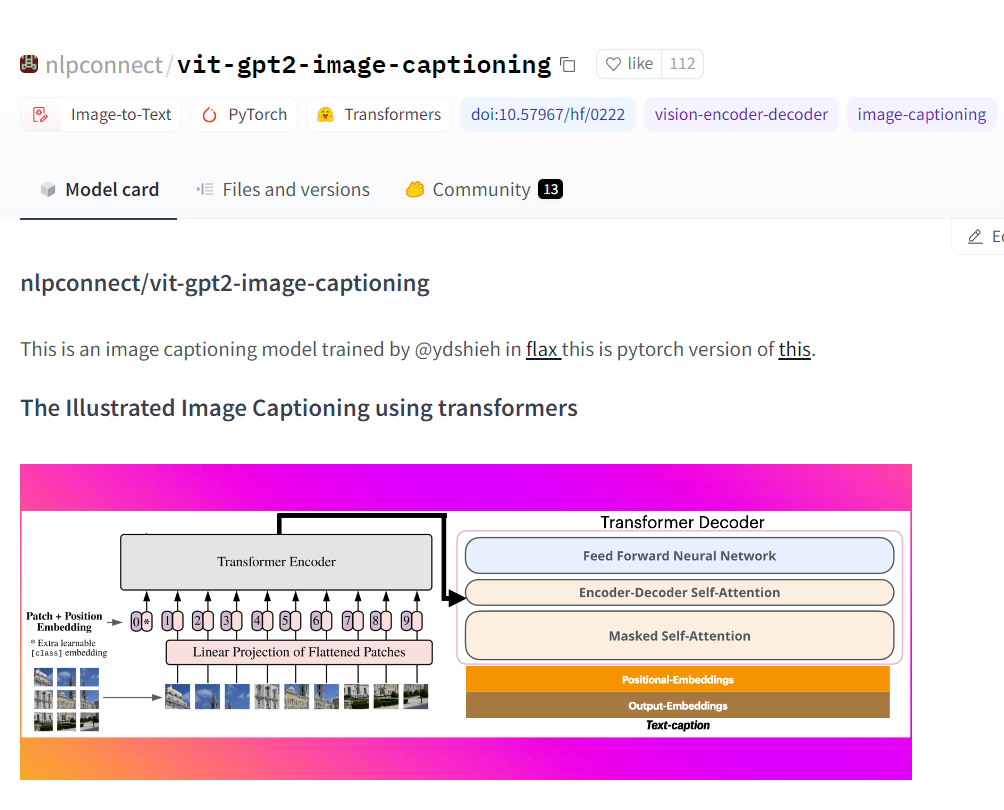 nlpconnect/vit-gpt2-image-captioning
like 112
Image-to-Text PyTorch Transformers doi:10.57967/hf/0222 vision-encoder-decoder image-captioning
Model card Files and versions Community 13
nlpconnect/vit-gpt2-image-captioning
This is an image captioning model trained by @ydshieh in flax this is pytorch version of this.
The Illustrated Image Captioning using transformers
Transformer Encoder
Patch + Position
Embedding
* Extra learnable
[class] embedding
0 * 1 2 3 4 5 6 7 8 9
Linear Projection of Flattened Patches
Transformer Decoder
Feed Forward Neural Network
Encoder-Decoder Self-Attention
Masked Self-Attention
Positional-Embeddings
Output-Embeddings
Text-caption